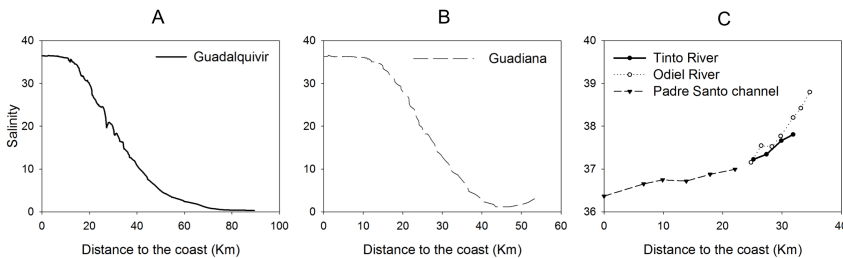 A
B
C
Salinity
40
30
20
10
0
Guadalquivir
0
20
40
60
80
100
Distance to the coast (Km)
40
30
20
10
0
Guadiana
0
10
20
30
40
50
60
Distance to the coast (Km)
40
39
38
37
36
Tinto River
Odiel River
Padre Santo channel
0
10
20
30
40
Distance to the coast (Km)